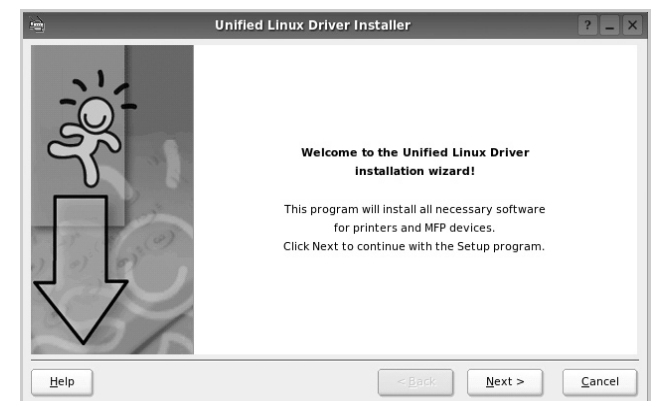 Unified Linux Driver Installer
Welcome to the Unified Linux Driver
installation wizard!
This program will install all necessary software
for printers and MFP devices.
Click Next to continue with the Setup program.
Help
< Back
Next >
Cancel